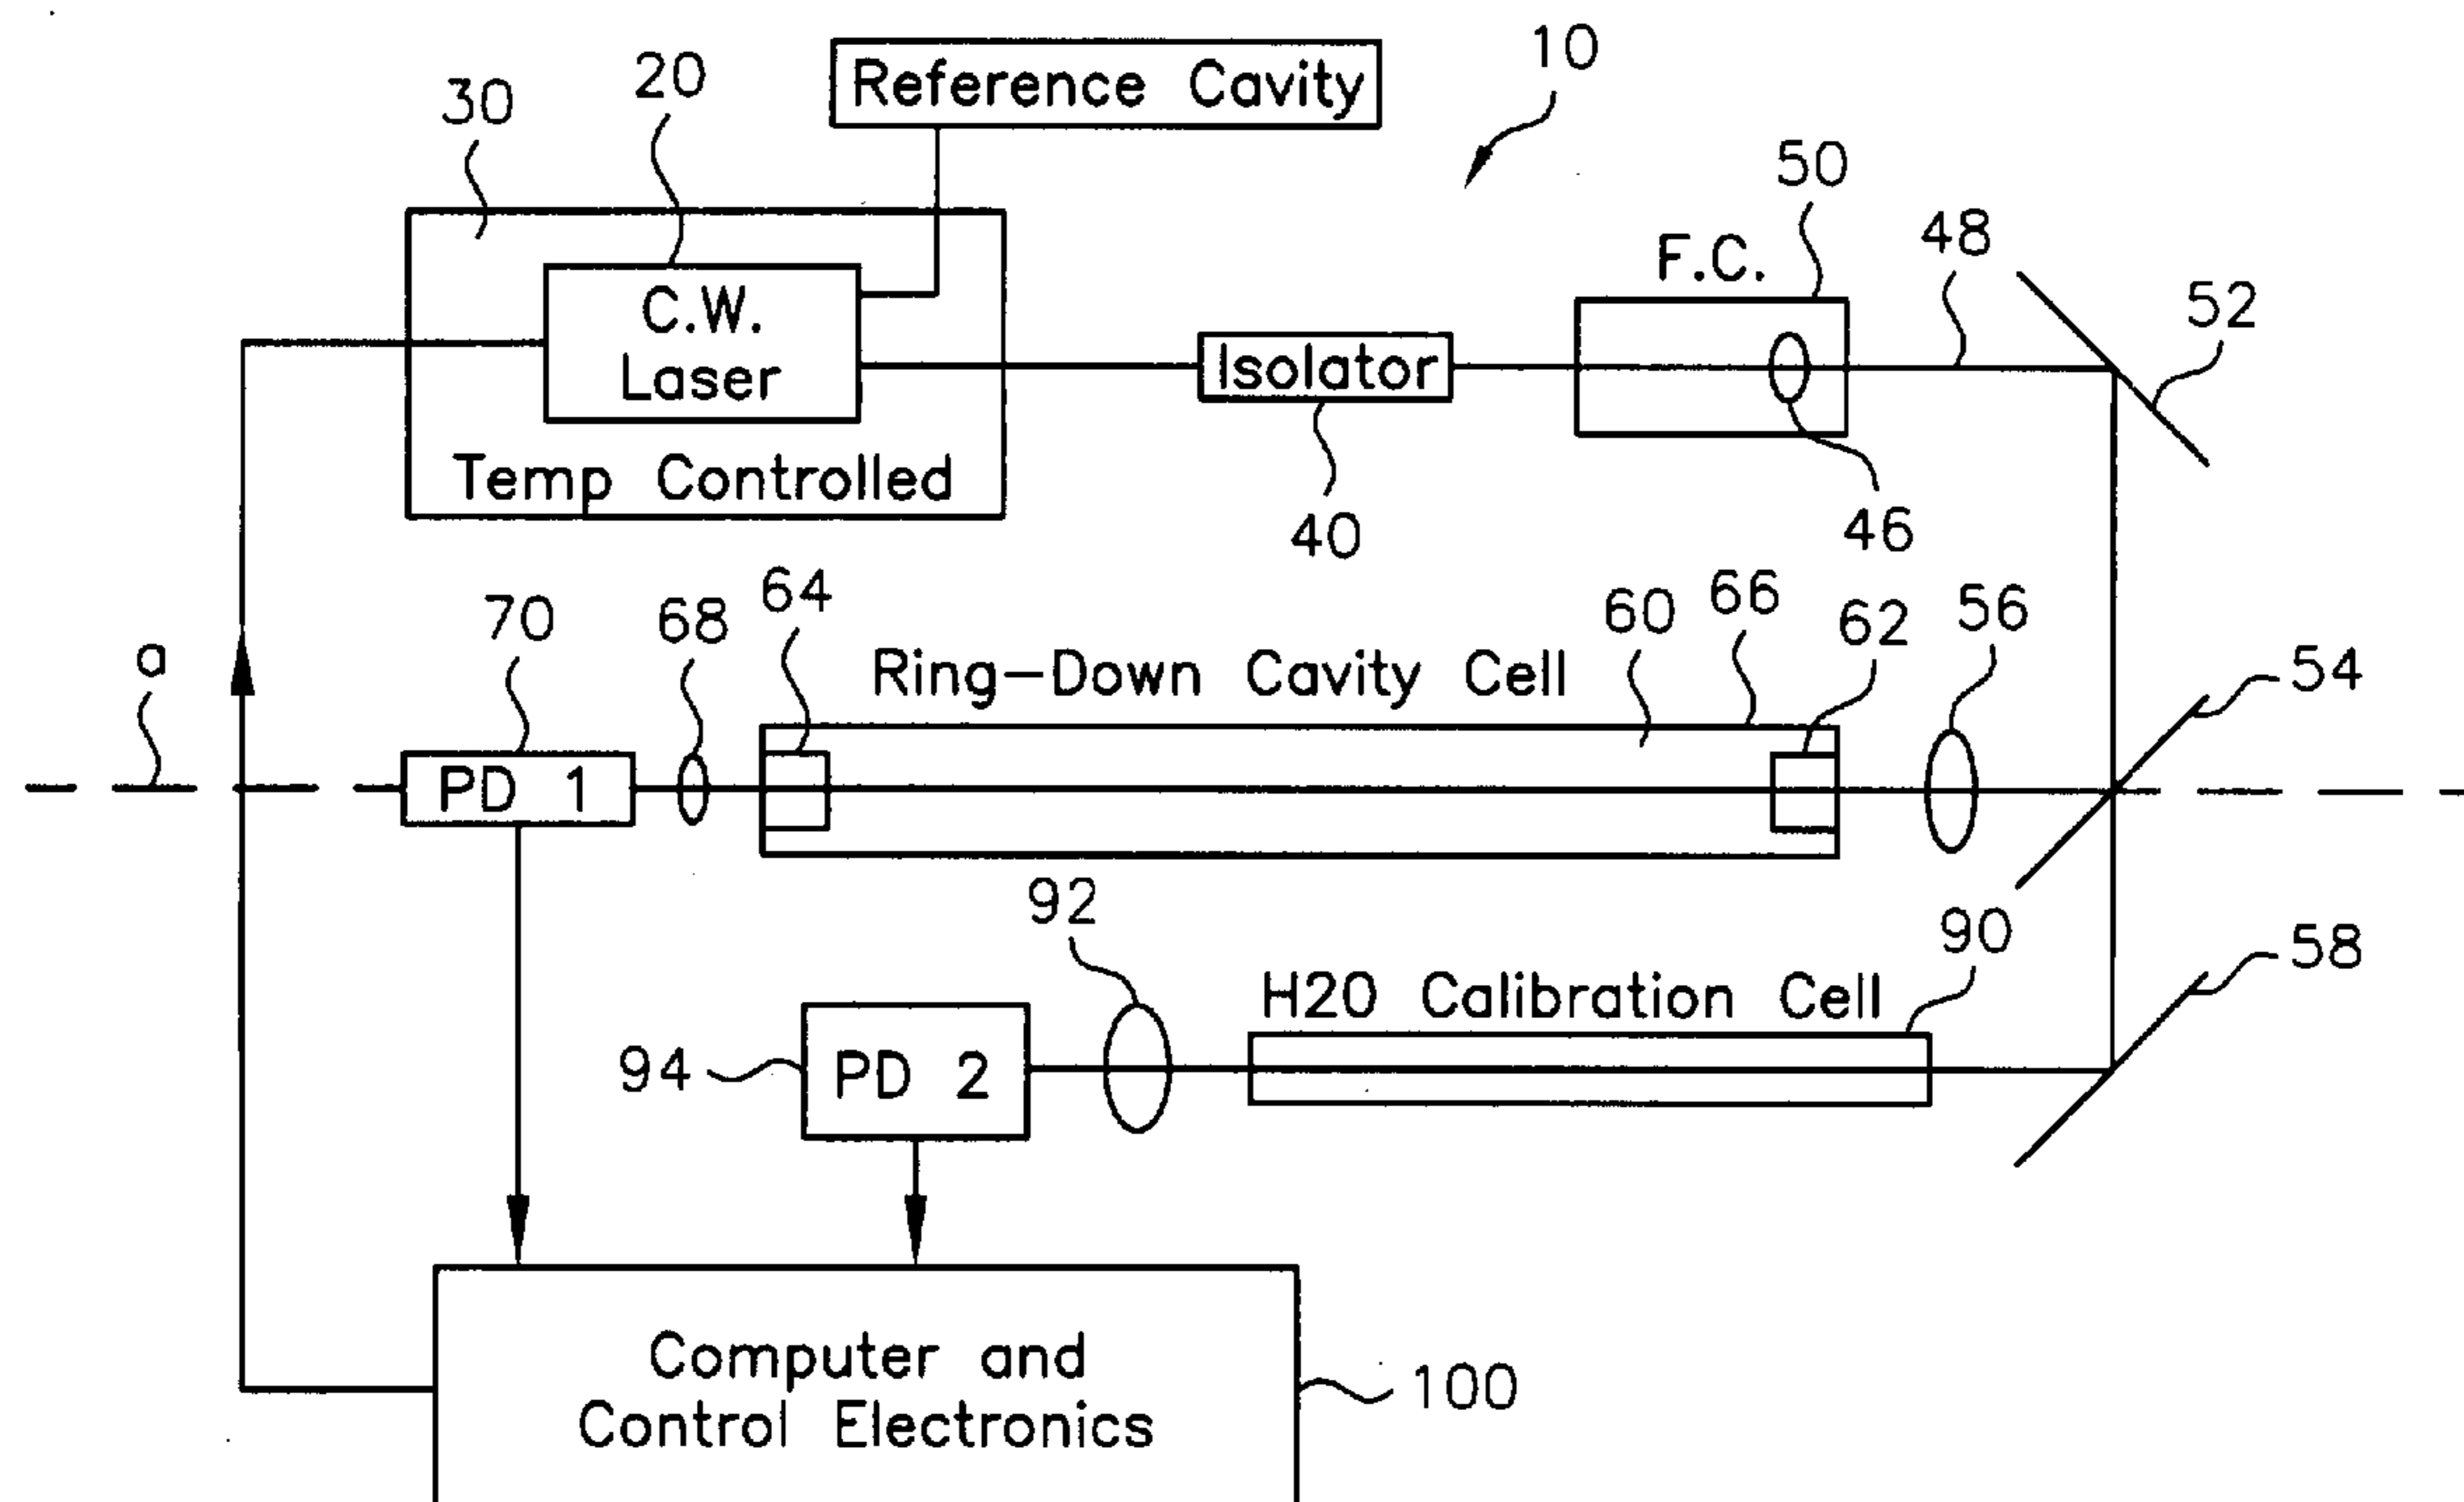 10
20
Reference Cavity
30
50
48
F.C.
52
C.W.
Laser
Isolator
Temp Controlled
40
46
64
66
60
56
70
68
62
a
Ring-Down Cavity Cell
54
PD 1
92
90
58
H20 Calibration Cell
94
PD 2
Computer and
Control Electronics
100